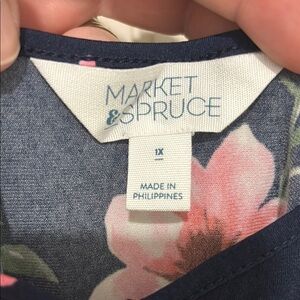 MARKET
&SPRUCE
1X
MADE IN
PHILIPPINES